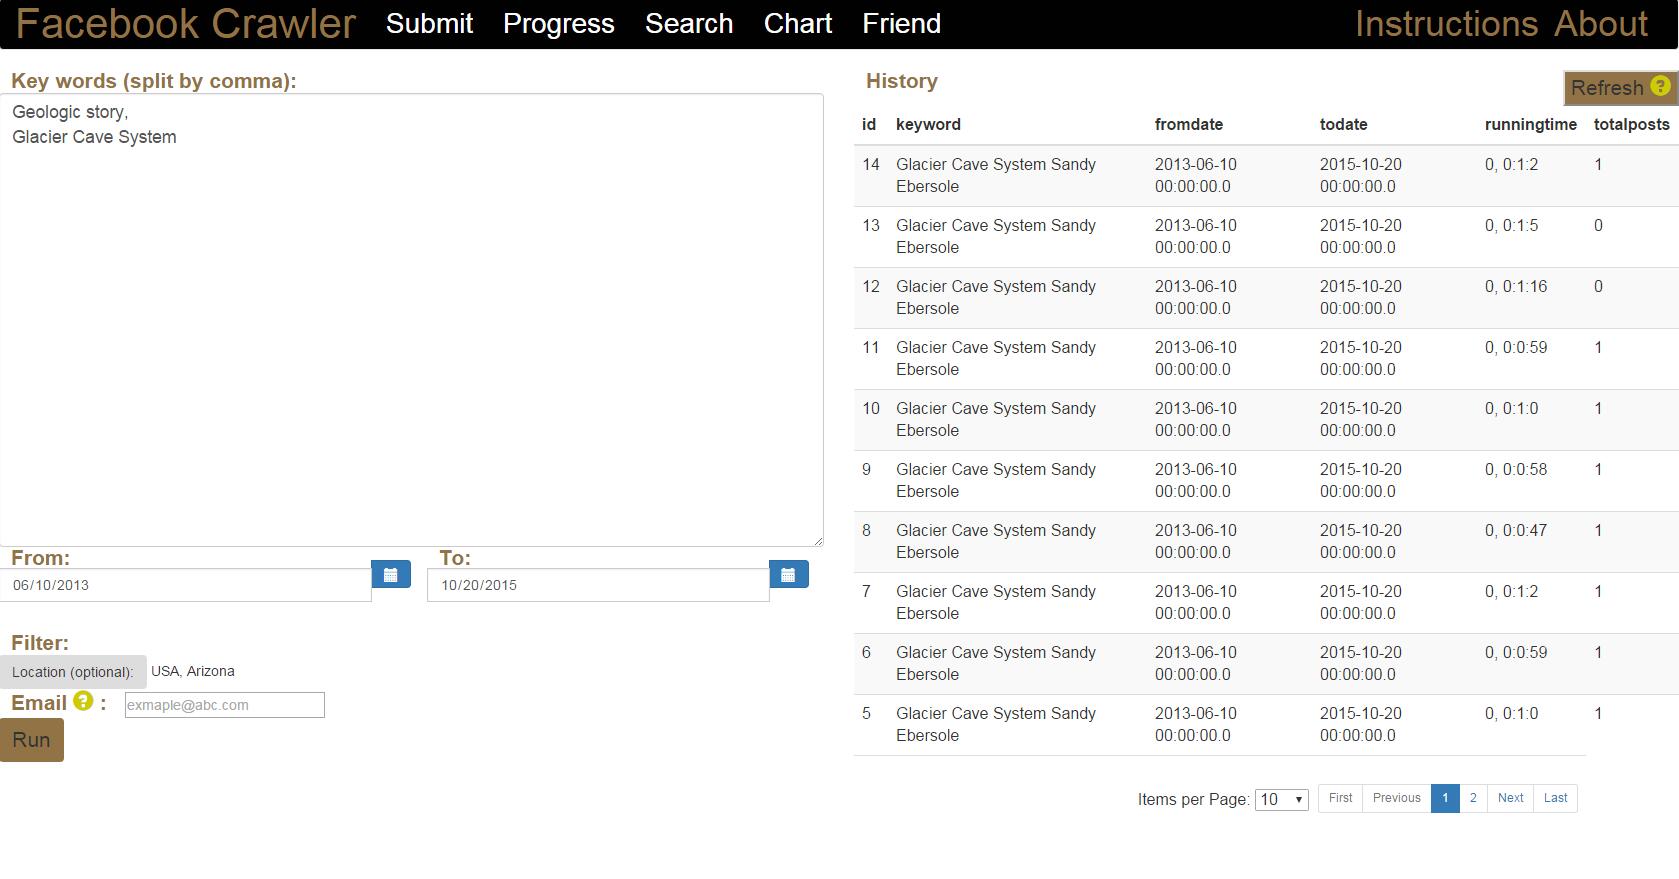 Facebook Crawler Submit Progress Search Chart Friend Instructions About
Key words (split by comma):
Geologic story,
Glacier Cave System
From:
06/10/2013
To:
10/20/2015
Filter:
Location (optional): USA, Arizona
Email ? : exmaple@abc.com
Run
History
Refresh ?
id keyword fromdate todate runningtime totalposts
14 Glacier Cave System Sandy 2013-06-10 2015-10-20 0, 0:1:2 1
Ebersole 00:00:00.0 00:00:00.0
13 Glacier Cave System Sandy 2013-06-10 2015-10-20 0, 0:1:5 0
Ebersole 00:00:00.0 00:00:00.0
12 Glacier Cave System Sandy 2013-06-10 2015-10-20 0, 0:1:16 0
Ebersole 00:00:00.0 00:00:00.0
11 Glacier Cave System Sandy 2013-06-10 2015-10-20 0, 0:0:59 1
Ebersole 00:00:00.0 00:00:00.0
10 Glacier Cave System Sandy 2013-06-10 2015-10-20 0, 0:1:0 1
Ebersole 00:00:00.0 00:00:00.0
9 Glacier Cave System Sandy 2013-06-10 2015-10-20 0, 0:0:58 1
Ebersole 00:00:00.0 00:00:00.0
8 Glacier Cave System Sandy 2013-06-10 2015-10-20 0, 0:0:47 1
Ebersole 00:00:00.0 00:00:00.0
7 Glacier Cave System Sandy 2013-06-10 2015-10-20 0, 0:1:2 1
Ebersole 00:00:00.0 00:00:00.0
6 Glacier Cave System Sandy 2013-06-10 2015-10-20 0, 0:0:59 1
Ebersole 00:00:00.0 00:00:00.0
5 Glacier Cave System Sandy 2013-06-10 2015-10-20 0, 0:1:0 1
Ebersole 00:00:00.0 00:00:00.0
Items per Page: 10 First Previous 1 2 Next Last